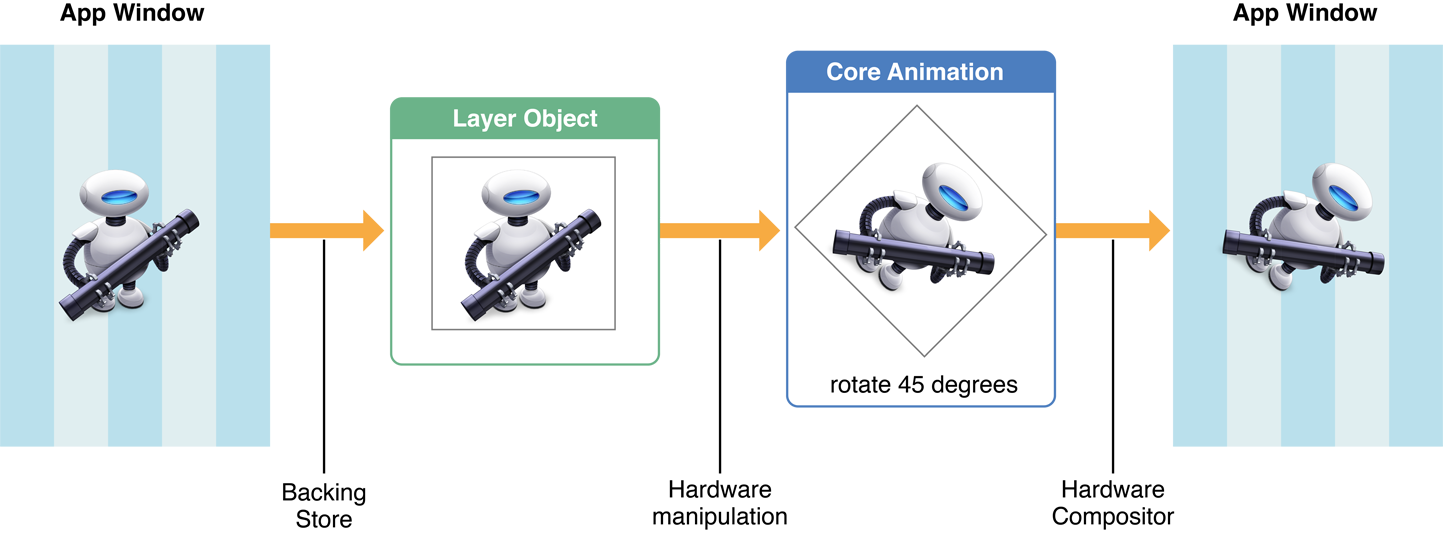 App Window
App Window
Core Animation
Layer Object
rotate 45 degrees
Backing
Store
Hardware
manipulation
Hardware
Compositor